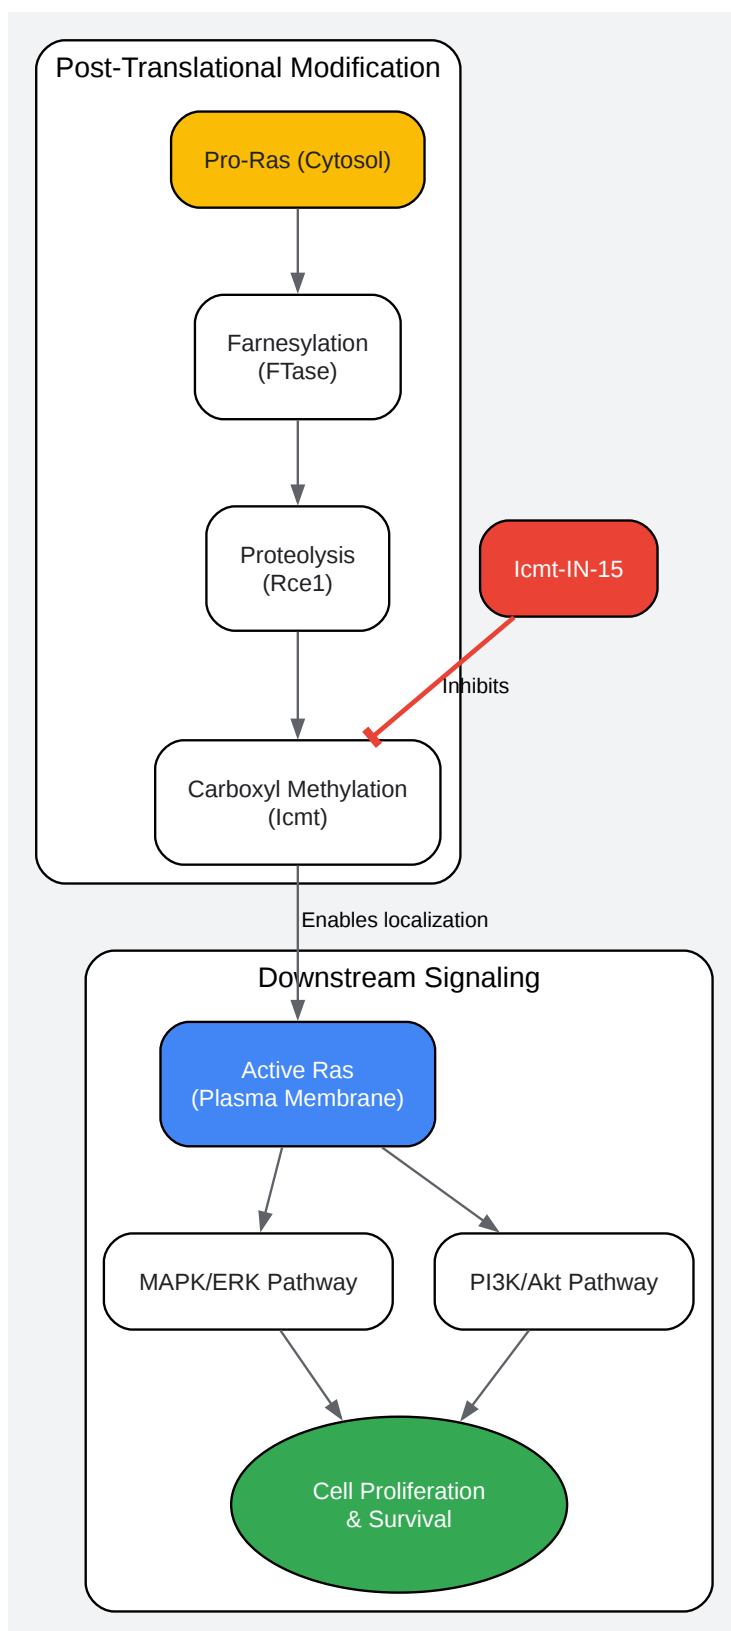 Post-Translational Modification
Pro-Ras (Cytosol)
Farnesylation
(FTase)
Proteolysis
(Rce1)
Icmt-IN-15
Inhibits
Carboxyl Methylation
(Icmt)
Enables localization
Downstream Signaling
Active Ras
(Plasma Membrane)
MAPK/ERK Pathway
PI3K/Akt Pathway
Cell Proliferation
& Survival